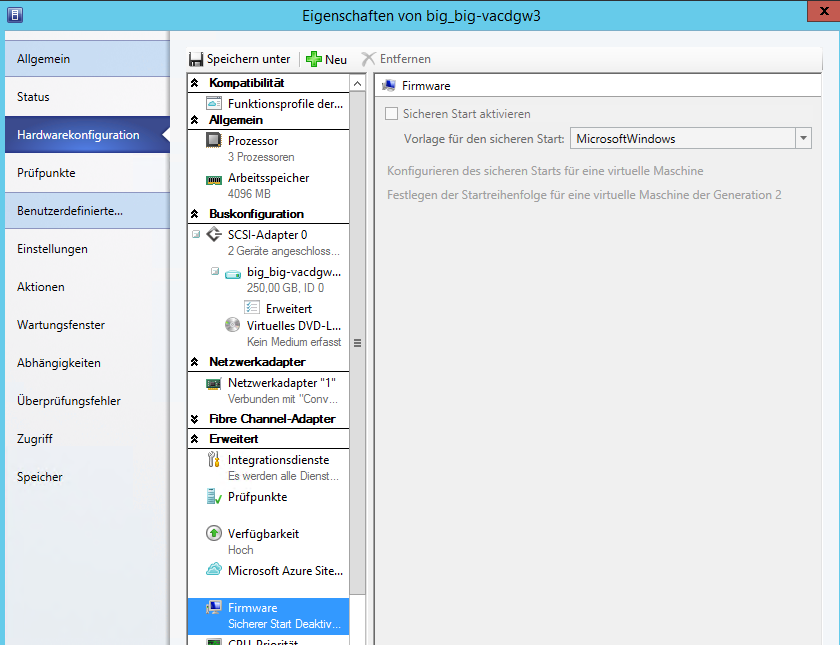 Eigenschaften von big_big-vacdgw3
x
Allgemein
Status
Hardwarekonfiguration
Prüfpunkte
Benutzerdefinierte...
Einstellungen
Aktionen
Wartungsfenster
Abhängigkeiten
Überprüfungsfehler
Zugriff
Speicher
Speichern unter Neu Entfernen
Kompatibilität
Funktionsprofile der...
Allgemein
Prozessor
3 Prozessoren
Arbeitsspeicher
4096 MB
Buskonfiguration
SCSI-Adapter 0
2 Geräte angeschloss...
big_big-vacdgw...
250,00 GB, ID 0
Erweitert
Virtuelles DVD-L...
Kein Medium erfasst
Netzwerkadapter
Netzwerkadapter "1"
Verbunden mit "Conv...
Fibre Channel-Adapter
Erweitert
Integrationsdienste
Es werden alle Dienst...
Prüfpunkte
Verfügbarkeit
Hoch
Microsoft Azure Site...
Firmware
Sicherer Start Deaktiv...
CPU-Priorität
Firmware
Sicheren Start aktivieren
Vorlage für den sicheren Start: MicrosoftWindows
Konfigurieren des sicheren Starts für eine virtuelle Maschine
Festlegen der Startreihenfolge für eine virtuelle Maschine der Generation 2